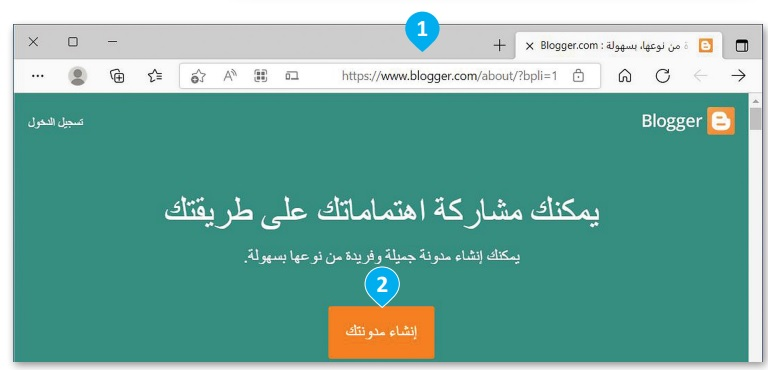 1
ة من نوعها، بسهولة : Blogger.com
https://www.blogger.com/about/?bpli=1
Blogger
تسجيل الدخول
يمكنك مشاركة اهتماماتك على طريقتك
يمكنك إنشاء مدونة جميلة وفريدة من نوعها بسهولة.
2
إنشاء مدونتك